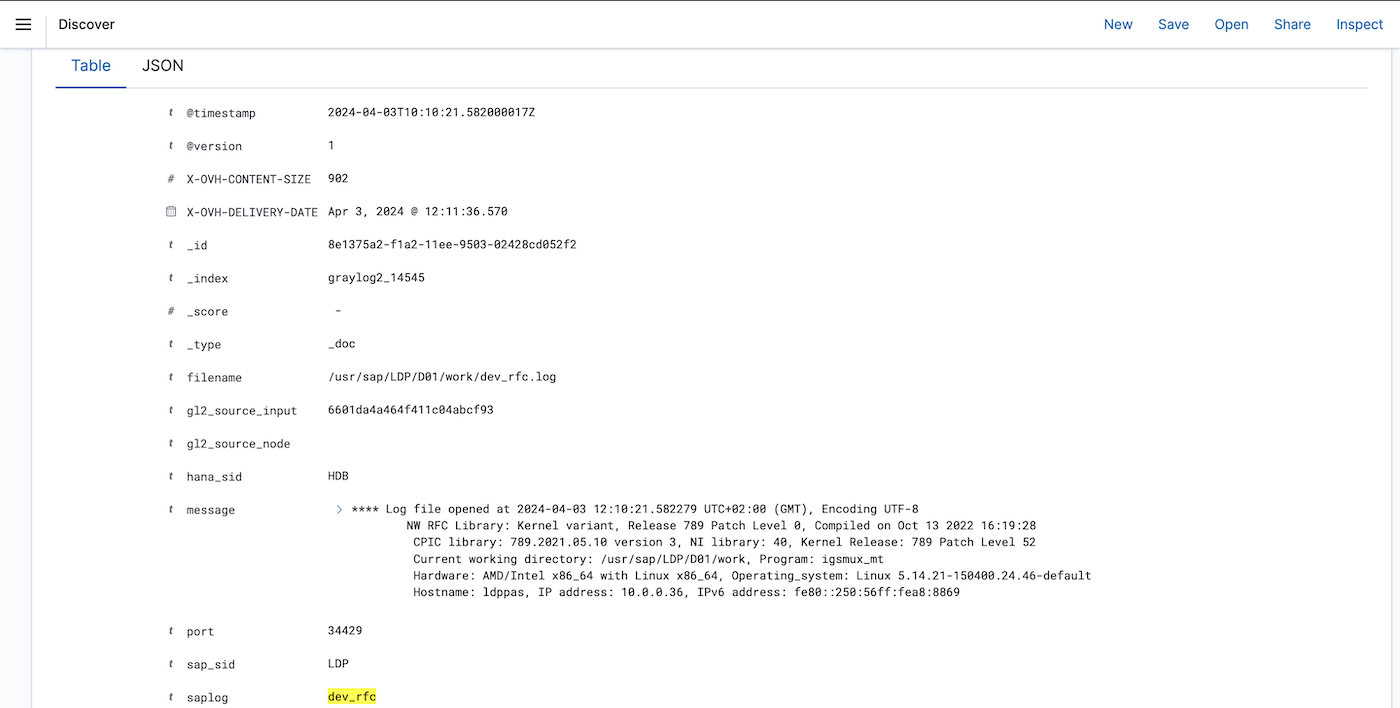 Discover New Save Open Share Inspect
Table JSON
t @timestamp 2024-04-03T10:10:21.582000017Z
t @version 1
# X-OVH-CONTENT-SIZE 902
X-OVH-DELIVERY-DATE Apr 3, 2024 @ 12:11:36.570
t _id 8e1375a2-f1a2-11ee-9503-02428cd052f2
t _index graylog2_14545
# _score -
t _type _doc
t filename /usr/sap/LDP/D01/work/dev_rfc.log
t gl2_source_input 6601da4a464f411c04abcf93
t gl2_source_node
t hana_sid HDB
t message > **** Log file opened at 2024-04-03 12:10:21.582279 UTC+02:00 (GMT), Encoding UTF-8
NW RFC Library: Kernel variant, Release 789 Patch Level 0, Compiled on Oct 13 2022 16:19:28
CPIC library: 789.2021.05.10 version 3, NI library: 40, Kernel Release: 789 Patch Level 52
Current working directory: /usr/sap/LDP/D01/work, Program: igsmux_mt
Hardware: AMD/Intel x86_64 with Linux x86_64, Operating_system: Linux 5.14.21-150400.24.46-default
Hostname: ldppas, IP address: 10.0.0.36, IPv6 address: fe80::250:56ff:fea8:8869
t port 34429
t sap_sid LDP
t saplog dev_rfc